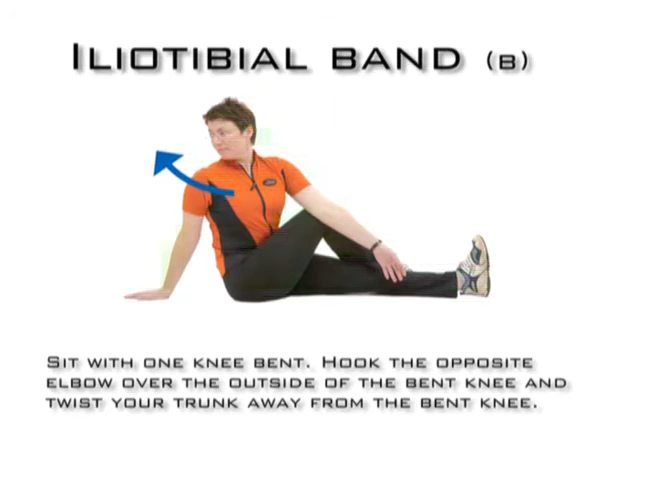 Iliotibial band (b)
Sit with one knee bent. Hook the opposite
elbow over the outside of the bent knee and
twist your trunk away from the bent knee.